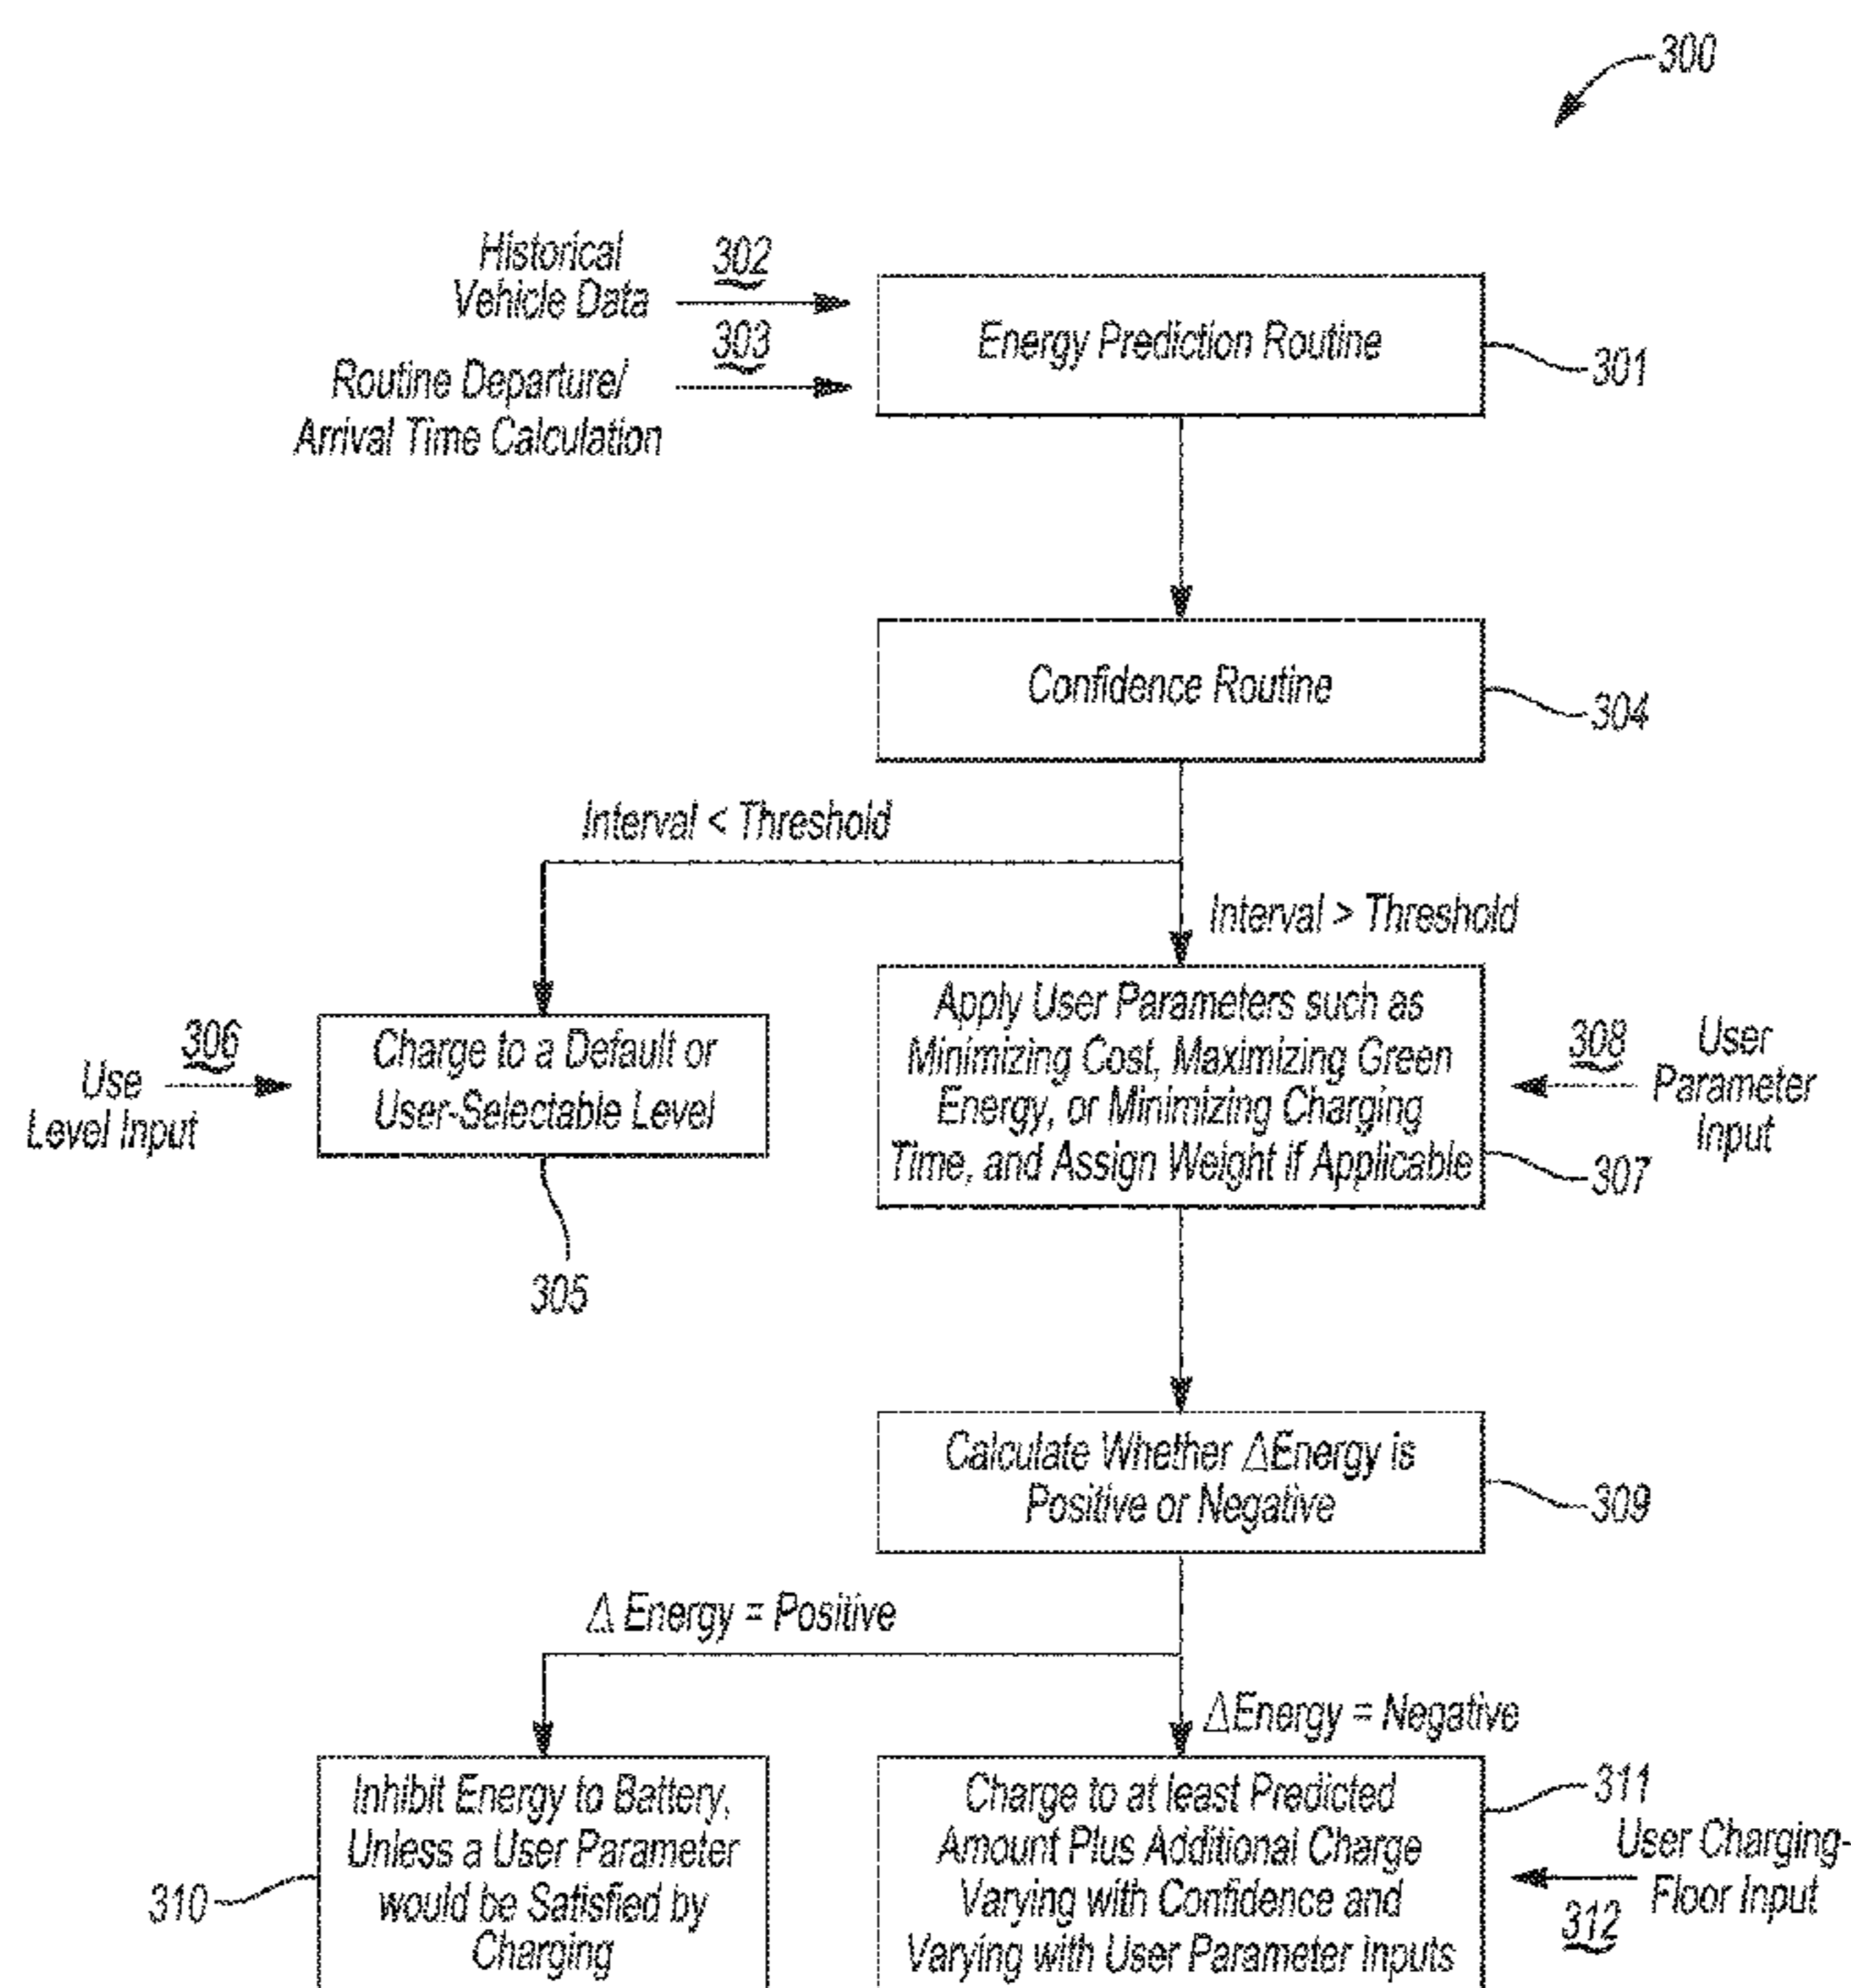 300
Historical
Vehicle Data
302
303
Routine Departure/
Arrival Time Calculation
Energy Prediction Routine
301
Confidence Routine
304
Interval < Threshold
Interval > Threshold
Use
Level Input
306
Charge to a Default or
User-Selectable Level
305
Apply User Parameters such as
Minimizing Cost, Maximizing Green
Energy, or Minimizing Charging
Time, and Assign Weight if Applicable
307
308
User
Parameter
Input
Calculate Whether ΔEnergy is
Positive or Negative
309
Δ Energy = Positive
ΔEnergy = Negative
Inhibit Energy to Battery,
Unless a User Parameter
would be Satisfied by
Charging
310
Charge to at least Predicted
Amount Plus Additional Charge
Varying with Confidence and
Varying with User Parameter Inputs
311
User Charging-
Floor Input
312